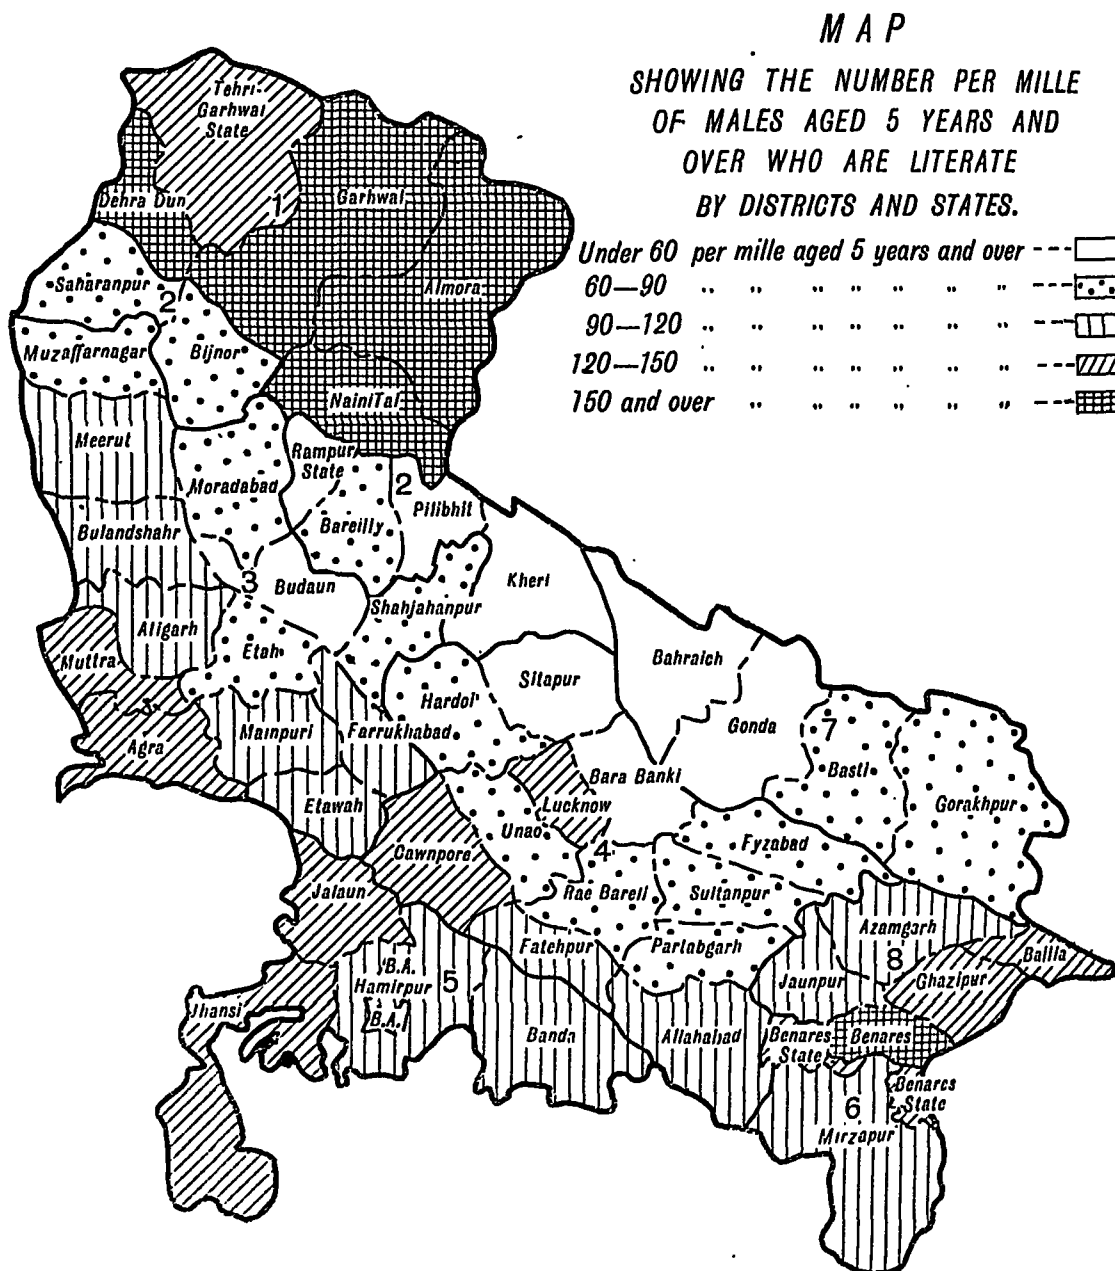 MAP
SHOWING THE NUMBER PER MILLE
OF MALES AGED 5 YEARS AND
OVER WHO ARE LITERATE
BY DISTRICTS AND STATES.
Under 60 per mille aged 5 years and over
60—90 „ „ „ „ „ „ „
90—120 „ „ „ „ „ „ „
120—150 „ „ „ „ „ „ „
150 and over „ „ „ „ „ „
Tehri-
Garhwal
State
1
Dehra Dun
Garhwal
Almora
Saharanpur
2
Muzaffarnagar
Bijnor
Naini Tal
Meerut
Rampur
State
Moradabad
2
Pilibhit
Bareilly
Bulandshahr
3
Budaun
Kheri
Shahjahanpur
Aligarh
Etah
Muttra
Bahraich
Sitapur
Hardoi
3
Gonda
7
Mainpuri
Farrukhabad
Agra
Basti
Bara Banki
Gorakhpur
Etawah
Lucknow
Unao
Fyzabad
Cawnpore
4
Jalaun
Rae Bareli
Sultanpur
Azamgarh
Fatehpur
Partabgarh
Ballia
B.A.
Hamirpur
5
8
Jaunpur
Ghazipur
Jhansi
B.A.
Banda
Allahabad
Benares
State
Benares
Benares
State
6
Mirzapur